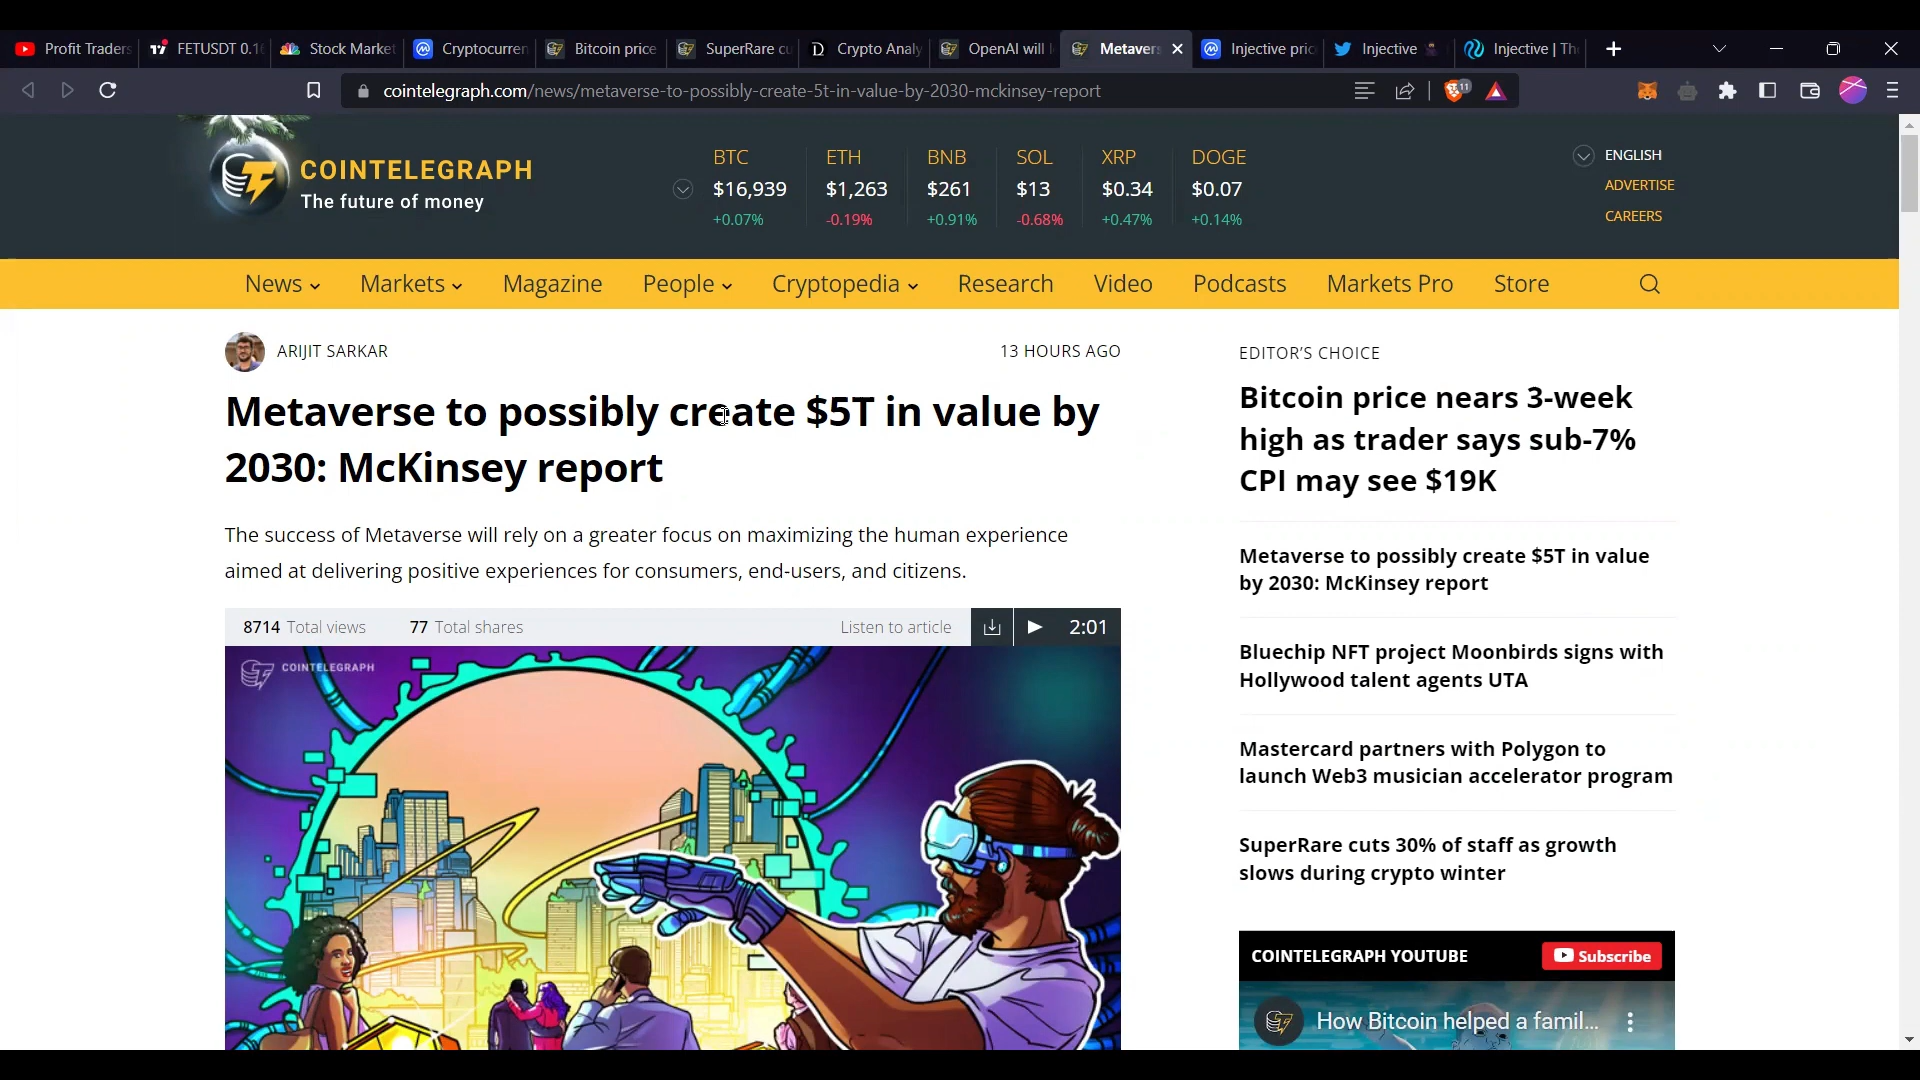 Profit Traders
FETUSDT 0.1
Stock Market
Cryptocurren
Bitcoin price
SuperRare cu
Crypto Analy
OpenAI will
Metavers
Injective pric
Injective
Injective | Th
cointelegraph.com/news/metaverse-to-possibly-create-5t-in-value-by-2030-mckinsey-report
11
COINTELEGRAPH
The future of money
BTC ETH BNB SOL XRP DOGE
$16,939 $1,263 $261 $13 $0.34 $0.07
+0.07% -0.19% +0.91% -0.68% +0.47% +0.14%
ENGLISH
ADVERTISE
CAREERS
News Markets Magazine People Cryptopedia Research Video Podcasts Markets Pro Store
ARIJIT SARKAR
13 HOURS AGO
Metaverse to possibly create $5T in value by
2030: McKinsey report
The success of Metaverse will rely on a greater focus on maximizing the human experience
aimed at delivering positive experiences for consumers, end-users, and citizens.
8714 Total views 77 Total shares Listen to article 2:01
COINTELEGRAPH
EDITOR'S CHOICE
Bitcoin price nears 3-week
high as trader says sub-7%
CPI may see $19K
Metaverse to possibly create $5T in value
by 2030: McKinsey report
Bluechip NFT project Moonbirds signs with
Hollywood talent agents UTA
Mastercard partners with Polygon to
launch Web3 musician accelerator program
SuperRare cuts 30% of staff as growth
slows during crypto winter
COINTELEGRAPH YOUTUBE
Subscribe
How Bitcoin helped a famil...